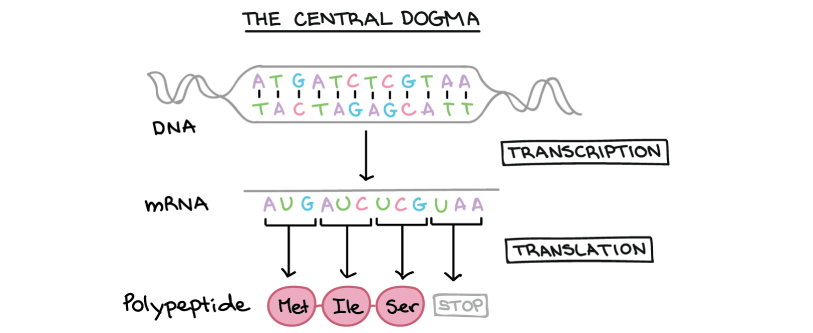 THE CENTRAL DOGMA
ATGATCTCGTAA
TACTAGAGCATT
DNA
TRANSCRIPTION
mRNA AUGAUCUCGUAA
TRANSLATION
Polypeptide Met Ile Ser STOP